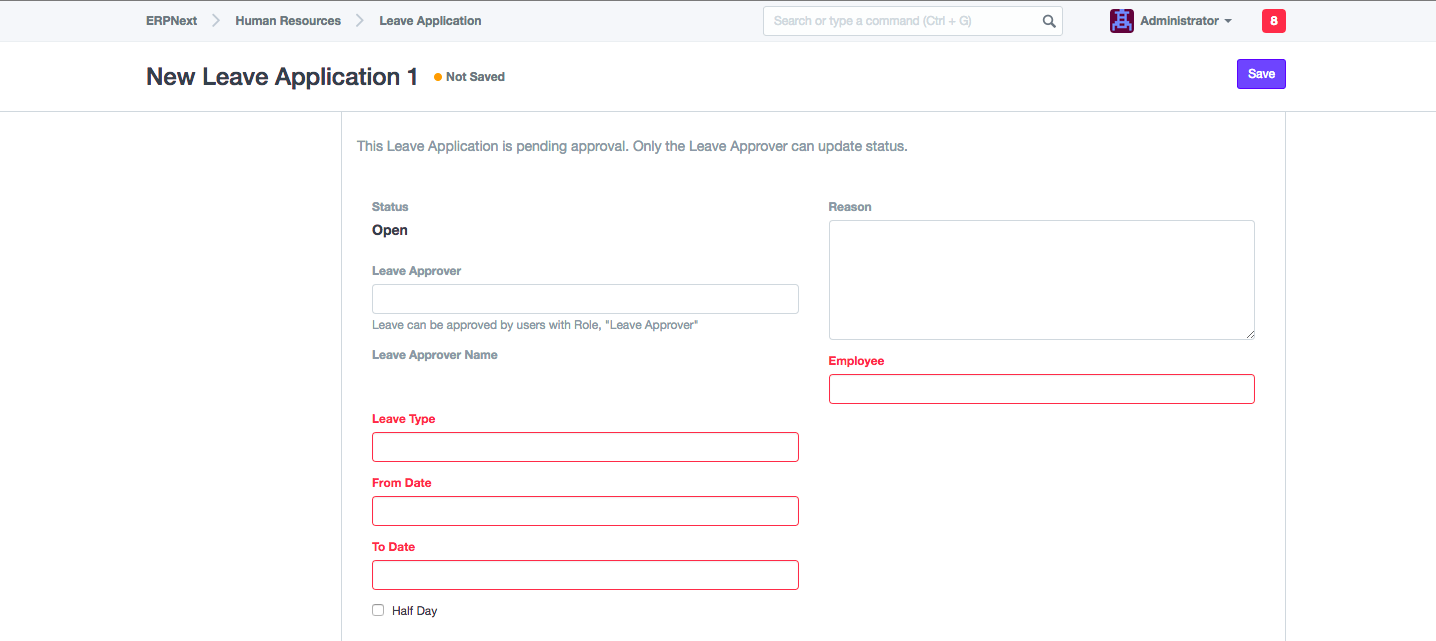 ERPNext Human Resources Leave Application Search or type a command (Ctrl + G) Administrator 8
New Leave Application 1 Not Saved Save
This Leave Application is pending approval. Only the Leave Approver can update status.
Status
Open
Leave Approver
Leave can be approved by users with Role, "Leave Approver"
Leave Approver Name
Leave Type
From Date
To Date
Half Day
Reason
Employee